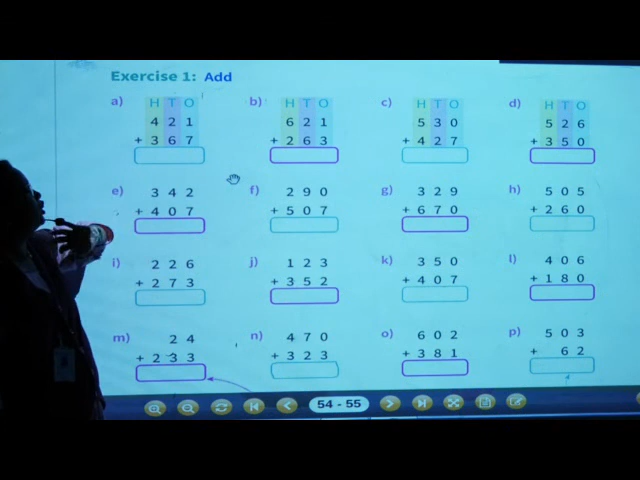 Exercise 1: Add
a) H T O b) H T O c) H T O d) H T O
4 2 1 6 2 1 5 3 0 5 2 6
+ 3 6 7 + 2 6 3 + 4 2 7 + 3 5 0
e) 3 4 2 f) 2 9 0 g) 3 2 9 h) 5 0 5
+ 4 0 7 + 5 0 7 + 6 7 0 + 2 6 0
i) 2 2 6 j) 1 2 3 k) 3 5 0 l) 4 0 6
+ 2 7 3 + 3 5 2 + 4 0 7 + 1 8 0
m) 2 4 n) 4 7 0 o) 6 0 2 p) 5 0 3
+ 2 3 3 + 3 2 3 + 3 8 1 + 6 2
54 - 55